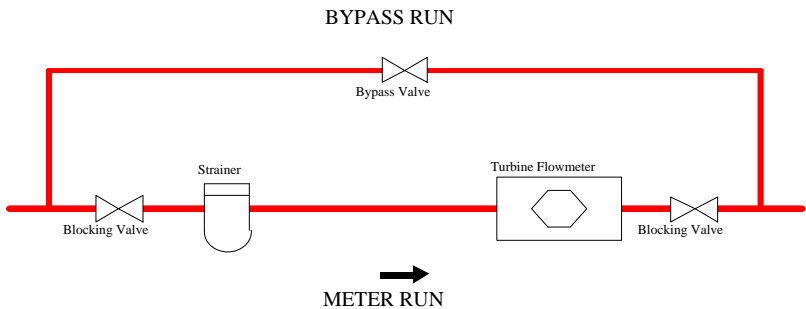 BYPASS RUN
Bypass Valve
Strainer
Turbine Flowmeter
Blocking Valve
Blocking Valve
METER RUN